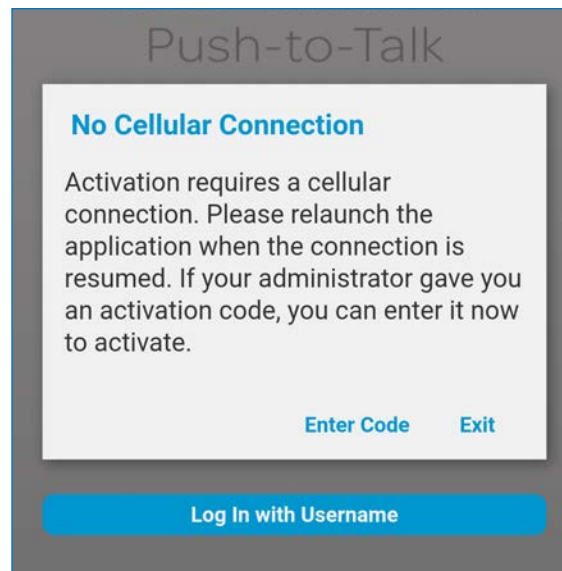 Push-to-Talk
No Cellular Connection
Activation requires a cellular
connection. Please relaunch the
application when the connection is
resumed. If your administrator gave you
an activation code, you can enter it now
to activate.
Enter Code Exit
Log In with Username